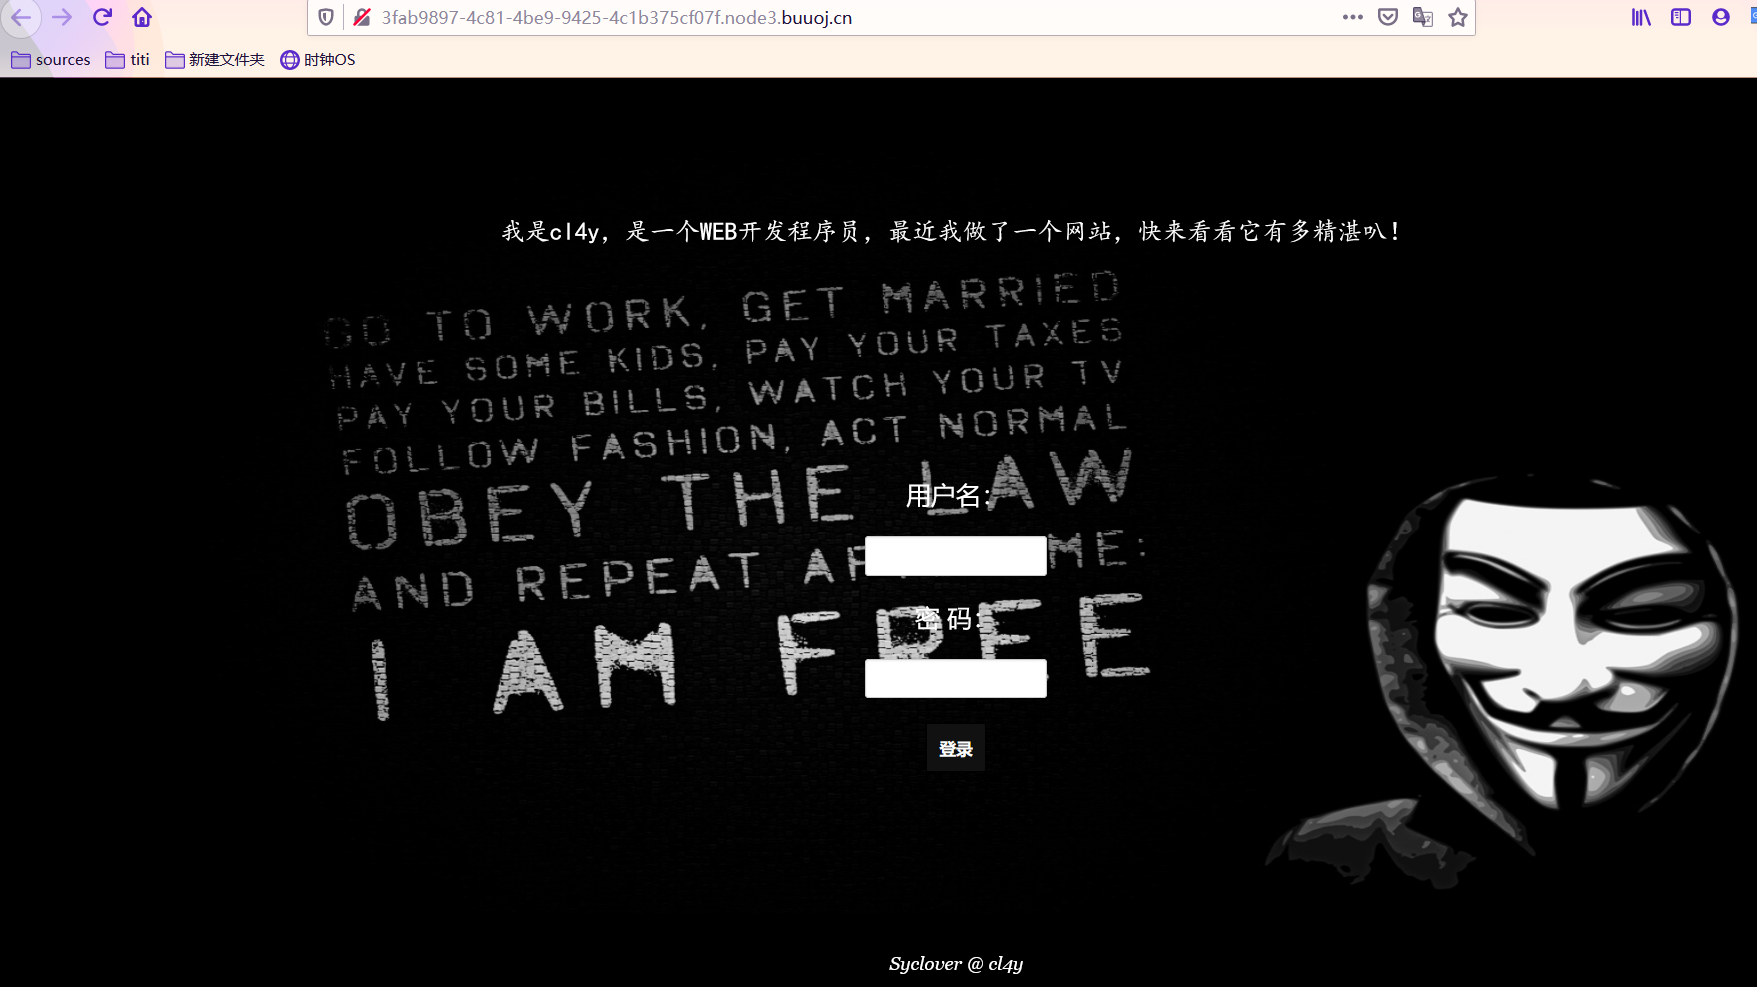 3fab9897-4c81-4be9-9425-4c1b375cf07f.node3.buuoj.cn
sources titi 新建文件夹 时钟OS
我是cl4y，是一个WEB开发程序员，最近我做了一个网站，快来看看它有多精湛叭！
GO TO WORK, GET MARRIED
HAVE SOME KIDS, PAY YOUR TAXES
PAY YOUR BILLS, WATCH YOUR TV
FOLLOW FASHION, ACT NORMAL
OBEY THE LAW
AND REPEAT AF ME:
I AM FREE
用户名：
密 码：
登录
Syclover @ cl4y